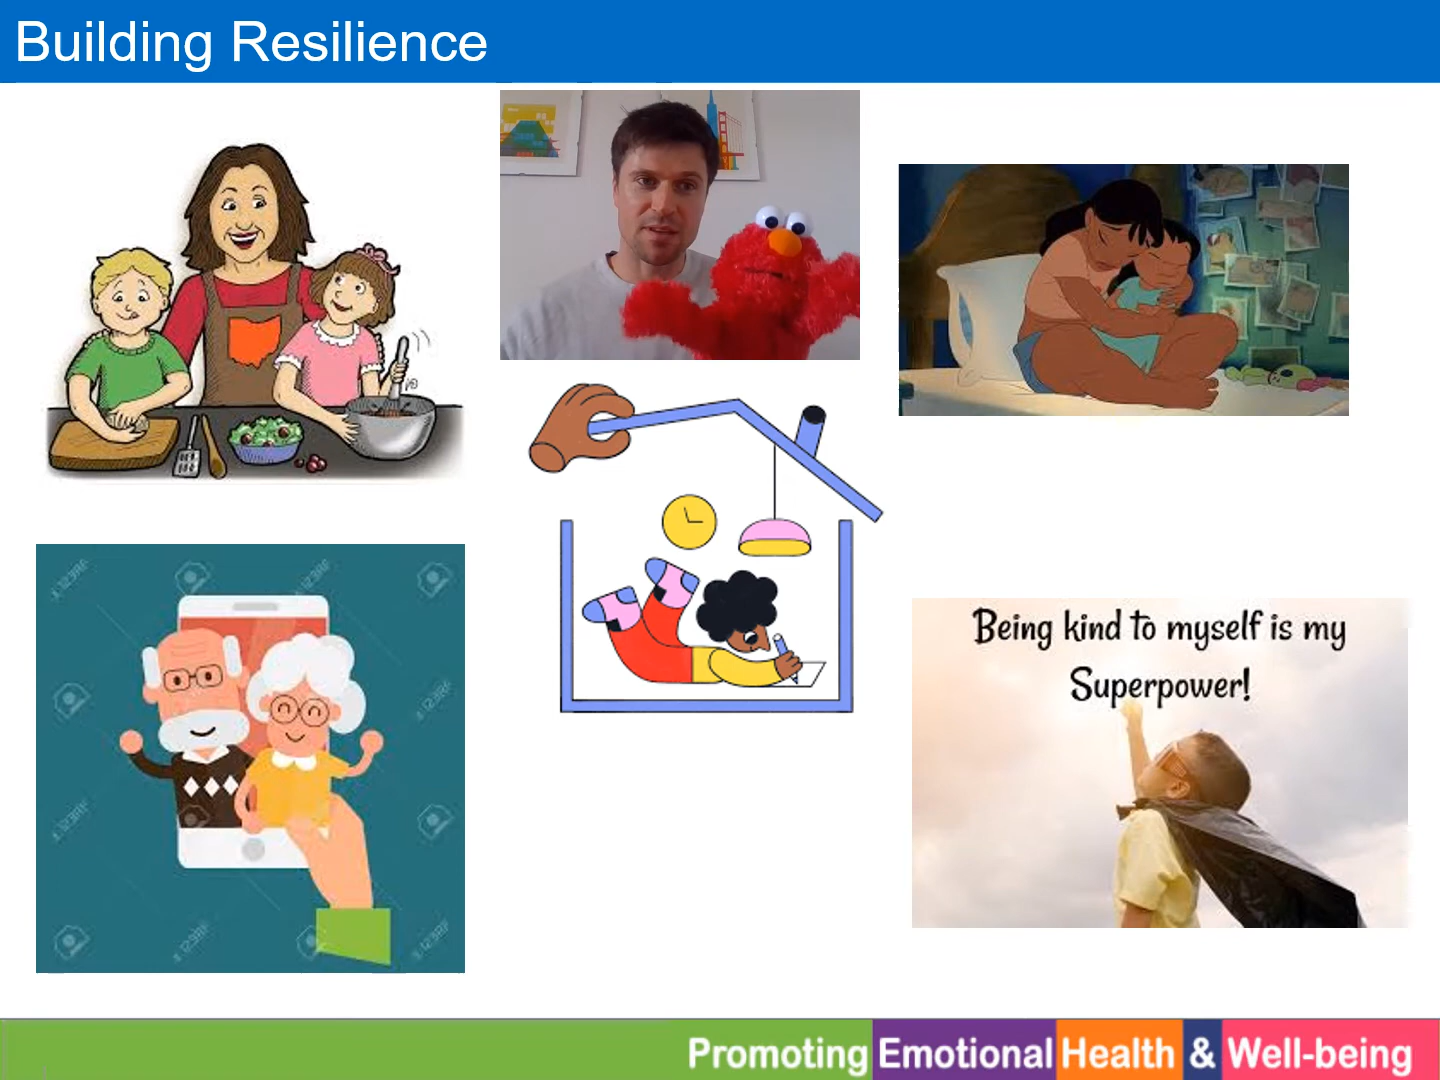 Building Resilience
Being kind to myself is my
Superpower!
Promoting Emotional Health & Well-being